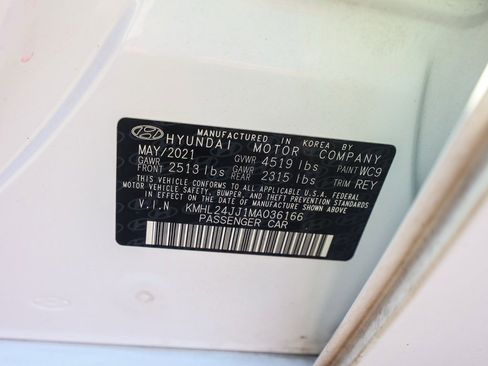 MANUFACTURED IN KOREA BY
HYUNDAI MOTOR COMPANY
MAY/2021 GVWR 4519 lbs PAINT WC9
GAWR FRONT 2513 lbs GAWR REAR 2315 lbs TRIM REY
THIS VEHICLE CONFORMS TO ALL APPLICABLE U.S.A. FEDERAL
MOTOR VEHICLE SAFETY, BUMPER, AND THEFT PREVENTION
STANDARDS IN EFFECT ON THE DATE OF MANUFACTURE SHOWN ABOVE.
V.I.N KMHL24JJ1MA036166
PASSENGER CAR